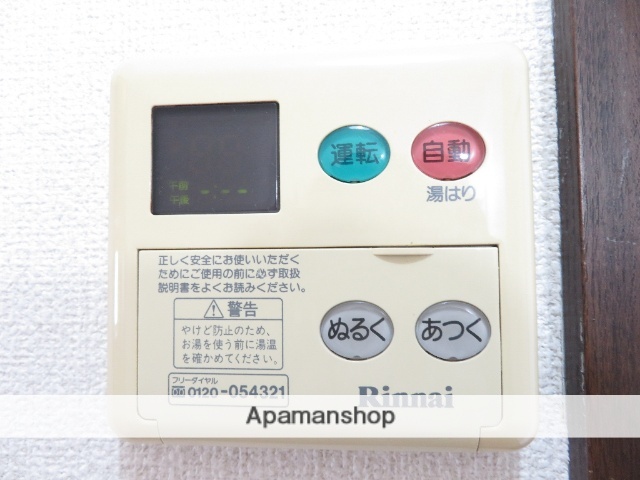 運転
自動
湯はり
午前
午後
-:--
正しく安全にお使いいただく
ためにご使用の前に必ず取扱
説明書をよくお読みください。
警告
やけど防止のため、
お湯を使う前に湯温
を確かめてください。
フリーダイヤル
0120-054321
ぬるく
あつく
Rinnai
Apamanshop